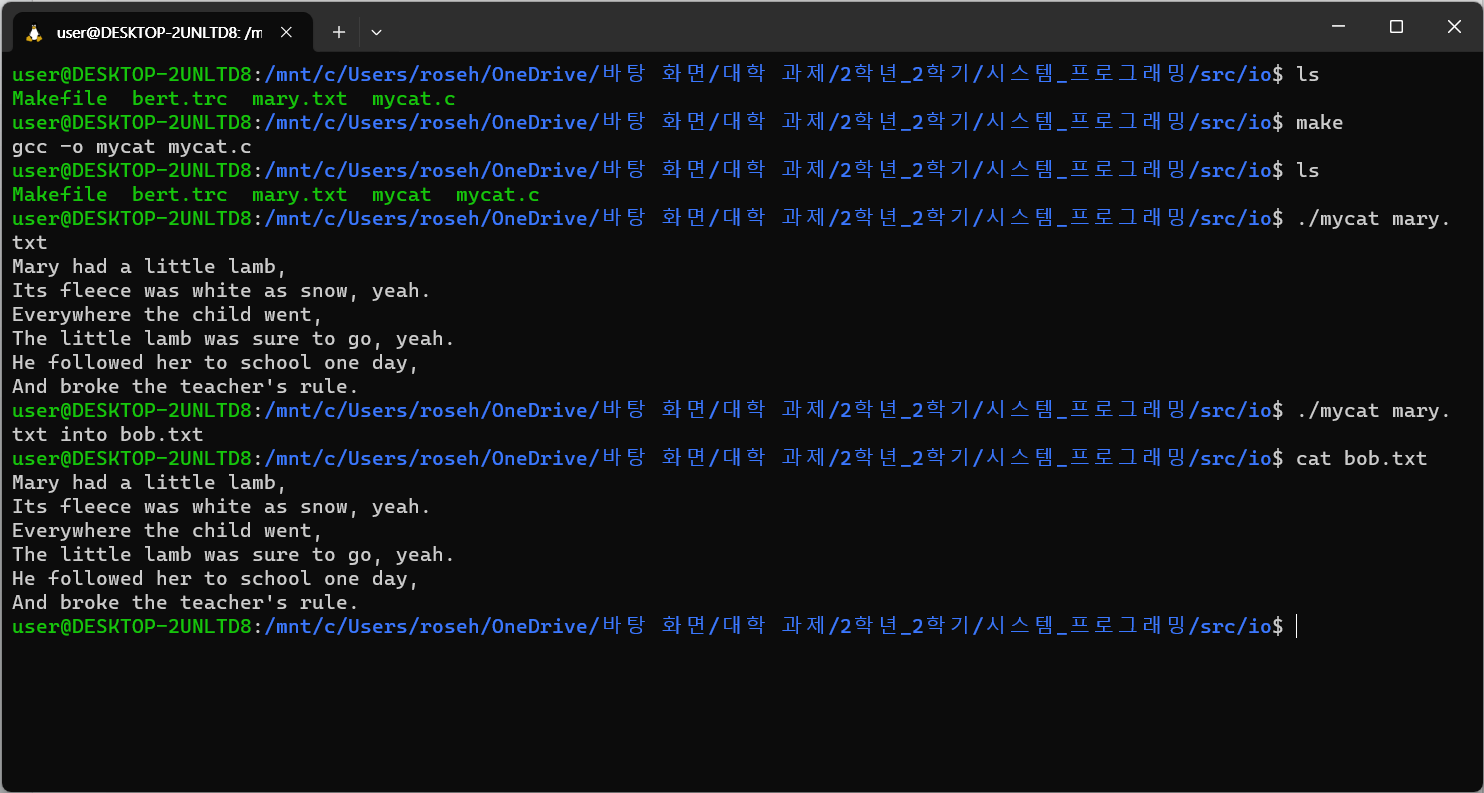 user@DESKTOP-2UNLTD8: /m
user@DESKTOP-2UNLTD8:/mnt/c/Users/roseh/OneDrive/바탕 화면/대학 과제/2학년_2학기/시스템_프로그래밍/src/io$ ls
Makefile  bert.trc  mary.txt  mycat.c
user@DESKTOP-2UNLTD8:/mnt/c/Users/roseh/OneDrive/바탕 화면/대학 과제/2학년_2학기/시스템_프로그래밍/src/io$ make
gcc -o mycat mycat.c
user@DESKTOP-2UNLTD8:/mnt/c/Users/roseh/OneDrive/바탕 화면/대학 과제/2학년_2학기/시스템_프로그래밍/src/io$ ls
Makefile  bert.trc  mary.txt  mycat  mycat.c
user@DESKTOP-2UNLTD8:/mnt/c/Users/roseh/OneDrive/바탕 화면/대학 과제/2학년_2학기/시스템_프로그래밍/src/io$ ./mycat mary.
txt
Mary had a little lamb,
Its fleece was white as snow, yeah.
Everywhere the child went,
The little lamb was sure to go, yeah.
He followed her to school one day,
And broke the teacher's rule.
user@DESKTOP-2UNLTD8:/mnt/c/Users/roseh/OneDrive/바탕 화면/대학 과제/2학년_2학기/시스템_프로그래밍/src/io$ ./mycat mary.
txt into bob.txt
user@DESKTOP-2UNLTD8:/mnt/c/Users/roseh/OneDrive/바탕 화면/대학 과제/2학년_2학기/시스템_프로그래밍/src/io$ cat bob.txt
Mary had a little lamb,
Its fleece was white as snow, yeah.
Everywhere the child went,
The little lamb was sure to go, yeah.
He followed her to school one day,
And broke the teacher's rule.
user@DESKTOP-2UNLTD8:/mnt/c/Users/roseh/OneDrive/바탕 화면/대학 과제/2학년_2학기/시스템_프로그래밍/src/io$